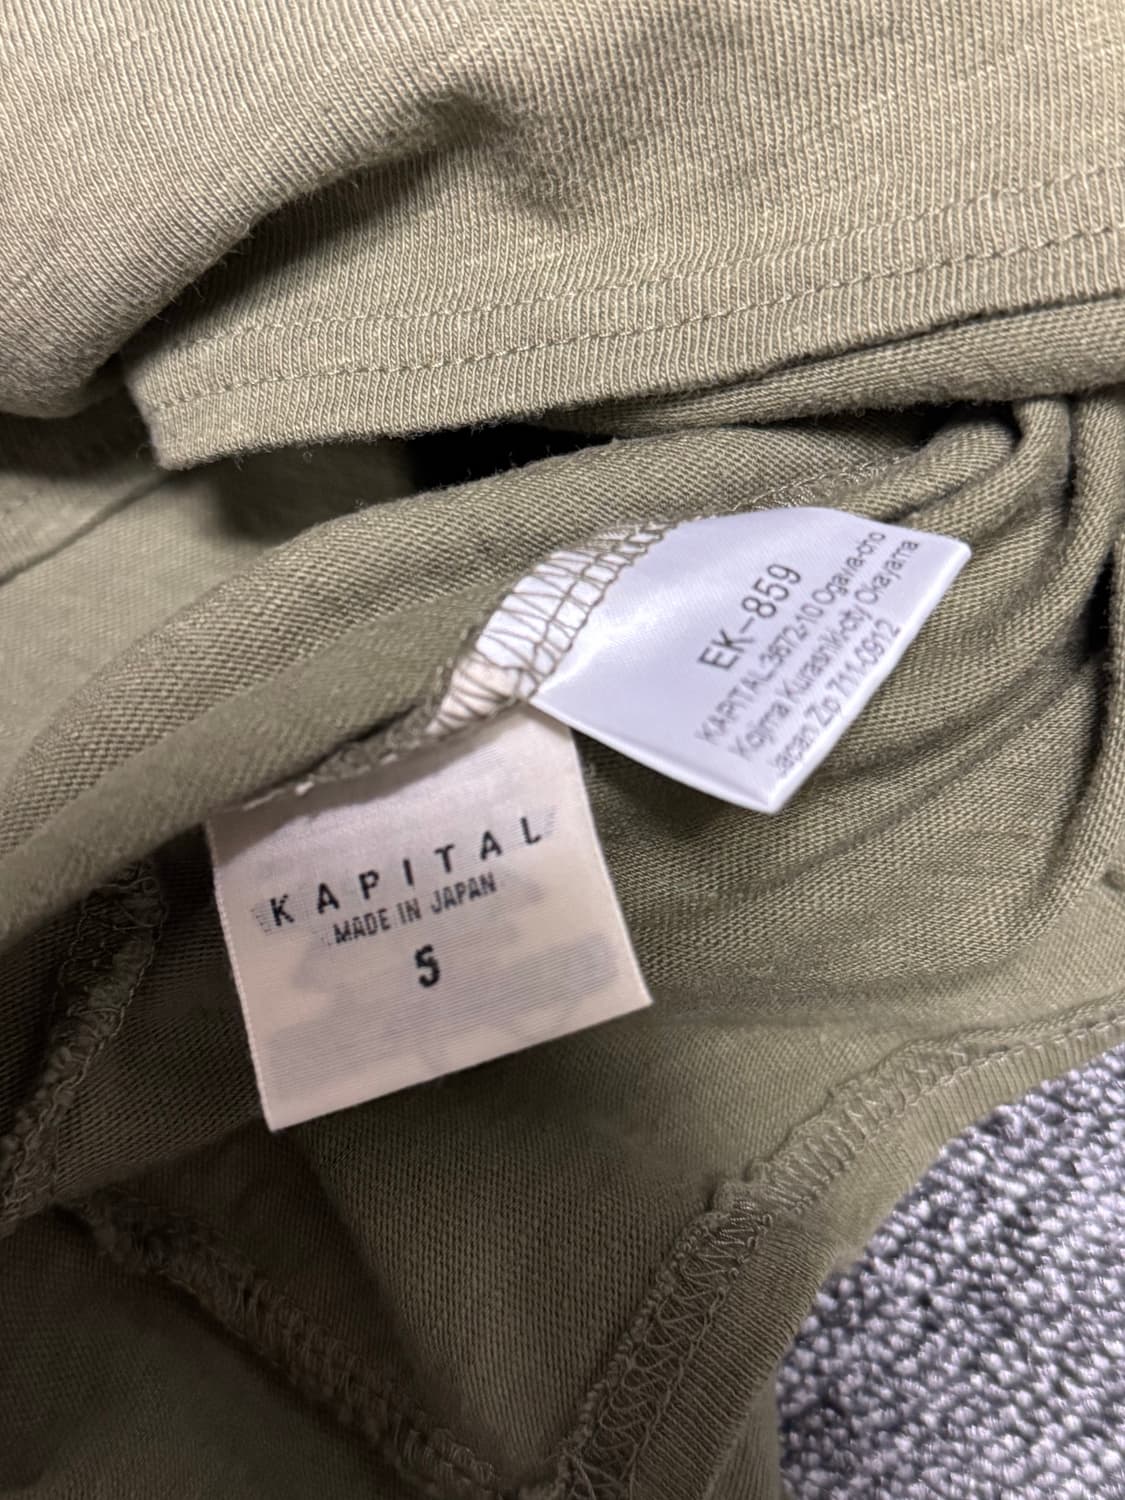 EK-859
KAPITAL 3672-10 Ogawa-cho
Kojima Kurashiki-city Okayama
Japan Zip 711-0912
KAPITAL
MADE IN JAPAN
5